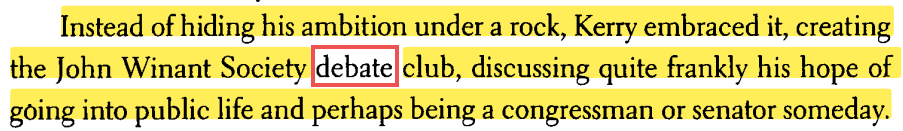 Instead of hiding his ambition under a rock, Kerry embraced it, creating
the John Winant Society debate club, discussing quite frankly his hope of
going into public life and perhaps being a congressman or senator someday.